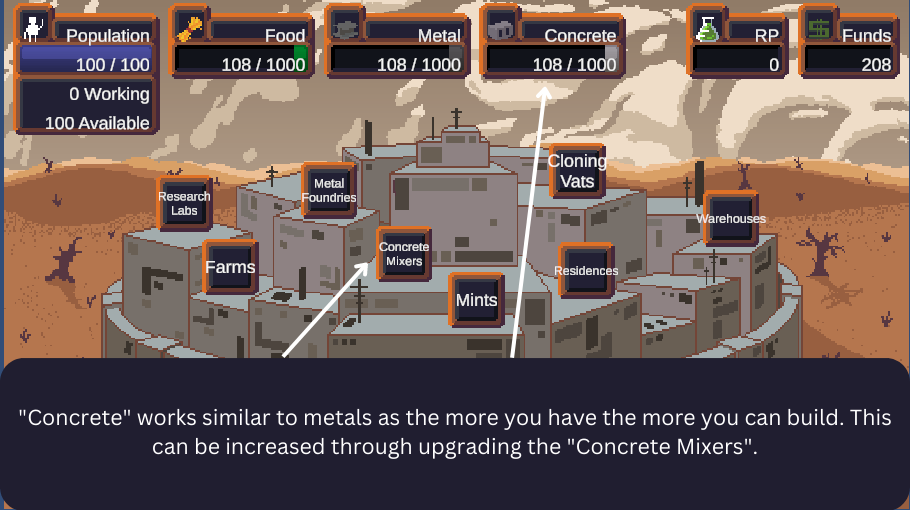 Population
Food
Metal
Concrete
RP
Funds
100 / 100
108 / 1000
108 / 1000
108 / 1000
0
208
0 Working
100 Available
Cloning
Vats
Metal
Foundries
Research
Labs
Warehouses
Concrete
Mixers
Farms
Residences
Mints
"Concrete" works similar to metals as the more you have the more you can build. This
can be increased through upgrading the "Concrete Mixers".